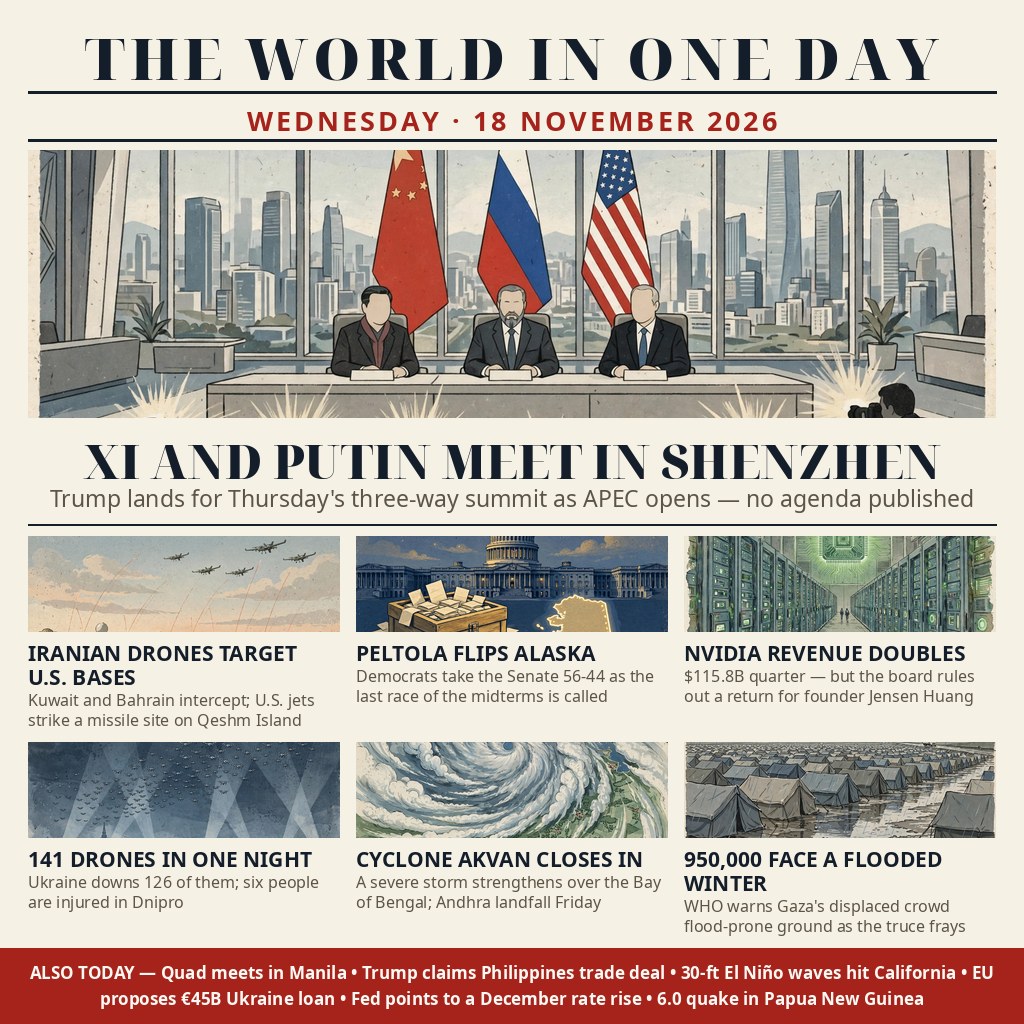 THE WORLD IN ONE DAY
WEDNESDAY · 18 NOVEMBER 2026
XI AND PUTIN MEET IN SHENZHEN
Trump lands for Thursday's three-way summit as APEC opens — no agenda published
IRANIAN DRONES TARGET
U.S. BASES
Kuwait and Bahrain intercept; U.S. jets
strike a missile site on Qeshm Island
PELTOLA FLIPS ALASKA
Democrats take the Senate 56-44 as the
last race of the midterms is called
NVIDIA REVENUE DOUBLES
$115.8B quarter — but the board rules
out a return for founder Jensen Huang
141 DRONES IN ONE NIGHT
Ukraine downs 126 of them; six people
are injured in Dnipro
CYCLONE AKVAN CLOSES IN
A severe storm strengthens over the Bay
of Bengal; Andhra landfall Friday
950,000 FACE A FLOODED
WINTER
WHO warns Gaza's displaced crowd
flood-prone ground as the truce frays
ALSO TODAY — Quad meets in Manila • Trump claims Philippines trade deal • 30-ft El Niño waves hit California • EU
proposes €45B Ukraine loan • Fed points to a December rate rise • 6.0 quake in Papua New Guinea